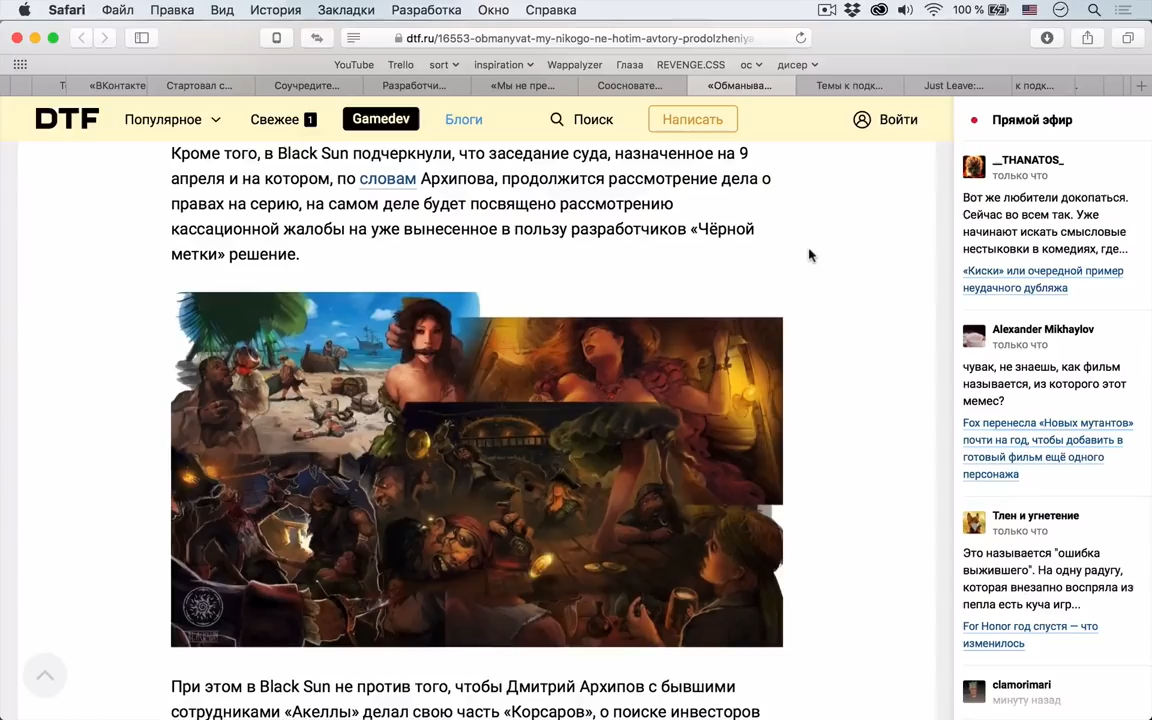 Safari Файл Правка Вид История Закладки Разработка Окно Справка 100 %
dtf.ru/16553-obmanyvat-my-nikogo-ne-hotim-avtory-prodolzheniya
YouTube Trello sort inspiration Wappalyzer Глаза REVENGE.CSS ос дисер
«ВКонтакте Стартовал с... Соучредите... Разработчи... «Мы не пре... Сооснователе... «Обманыва... Темы к подк... Just Leave:... к подк...
DTF Популярное Свежее 1 Gamedev Блоги Поиск Написать Войти
Кроме того, в Black Sun подчеркнули, что заседание суда, назначенное на 9
апреля и на котором, по словам Архипова, продолжится рассмотрение дела о
правах на серию, на самом деле будет посвящено рассмотрению
кассационной жалобы на уже вынесенное в пользу разработчиков «Чёрной
метки» решение.
При этом в Black Sun не против того, чтобы Дмитрий Архипов с бывшими
сотрудниками «Акеллы» делал свою часть «Корсаров», о поиске инвесторов
Прямой эфир
__THANATOS_
только что
Вот же любители докопаться.
Сейчас во всем так. Уже
начинают искать смысловые
нестыковки в комедиях, где...
«Киски» или очередной пример
неудачного дубляжа
Alexander Mikhaylov
только что
чувак, не знаешь, как фильм
называется, из которого этот
мемес?
Fox перенесла «Новых мутантов»
почти на год, чтобы добавить в
готовый фильм ещё одного
персонажа
Тлен и угнетение
только что
Это называется "ошибка
выжившего". На одну радугу,
которая внезапно воспряла из
пепла есть куча игр...
For Honor год спустя — что
изменилось
clamorimari
минуту назад